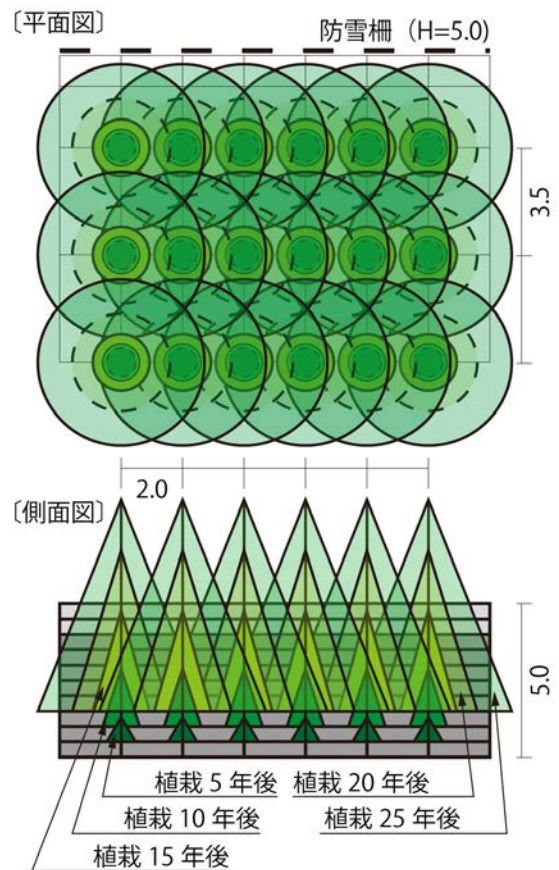 〔平面図〕
防雪柵（H=5.0）
3.5
2.0
〔側面図〕
5.0
植栽 5 年後
植栽 20 年後
植栽 10 年後
植栽 25 年後
植栽 15 年後